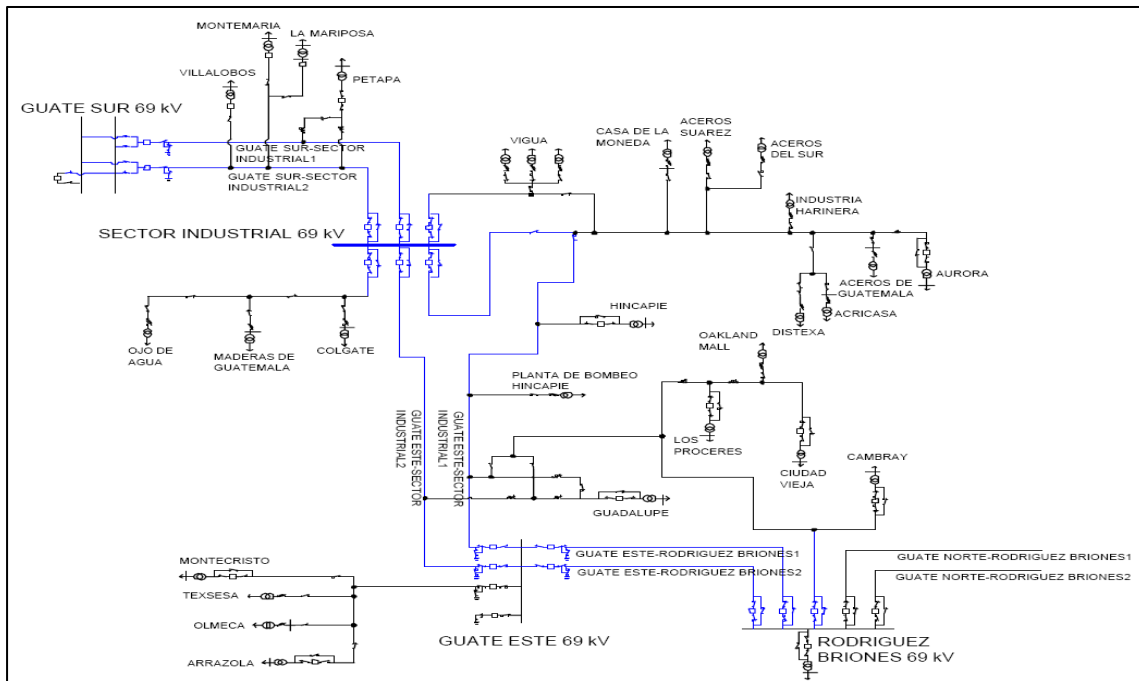 MONTEMARIA
LA MARIPOSA
VILLALOBOS
PETAPA
GUATE SUR 69 kV
GUATE SUR-SECTOR
INDUSTRIAL1
GUATE SUR-SECTOR
INDUSTRIAL2
VIGUA
CASA DE LA
MONEDA
ACEROS
SUAREZ
ACEROS
DEL SUR
INDUSTRIA
HARINERA
SECTOR INDUSTRIAL 69 kV
AURORA
ACEROS DE
GUATEMALA
ACRICASA
DISTEXA
HINCAPIE
OJO DE
AGUA
MADERAS DE
GUATEMALA
COLGATE
OAKLAND
MALL
PLANTA DE BOMBEO
HINCAPIE
GUATE ESTE-SECTOR
INDUSTRIAL2
GUATE ESTE-SECTOR
INDUSTRIAL1
LOS
PROCERES
CIUDAD
VIEJA
CAMBRAY
GUADALUPE
GUATE ESTE-RODRIGUEZ BRIONES1
GUATE ESTE-RODRIGUEZ BRIONES2
GUATE NORTE-RODRIGUEZ BRIONES1
GUATE NORTE-RODRIGUEZ BRIONES2
MONTECRISTO
TEXSESA
OLMECA
ARRAZOLA
GUATE ESTE 69 kV
RODRIGUEZ
BRIONES 69 kV